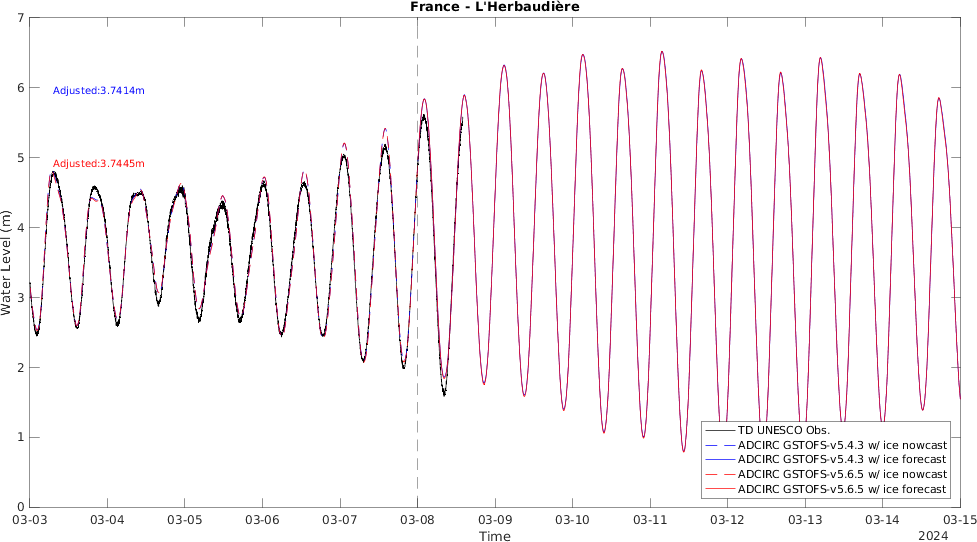 France - L'Herbaudière
7
6
5
4
3
2
1
0
Water Level (m)
Adjusted:3.7414m
Adjusted:3.7445m
TD UNESCO Obs.
ADCIRC GSTOFS-v5.4.3 w/ ice nowcast
ADCIRC GSTOFS-v5.4.3 w/ ice forecast
ADCIRC GSTOFS-v5.6.5 w/ ice nowcast
ADCIRC GSTOFS-v5.6.5 w/ ice forecast
03-03 03-04 03-05 03-06 03-07 03-08 03-09 03-10 03-11 03-12 03-13 03-14 03-15
Time
2024